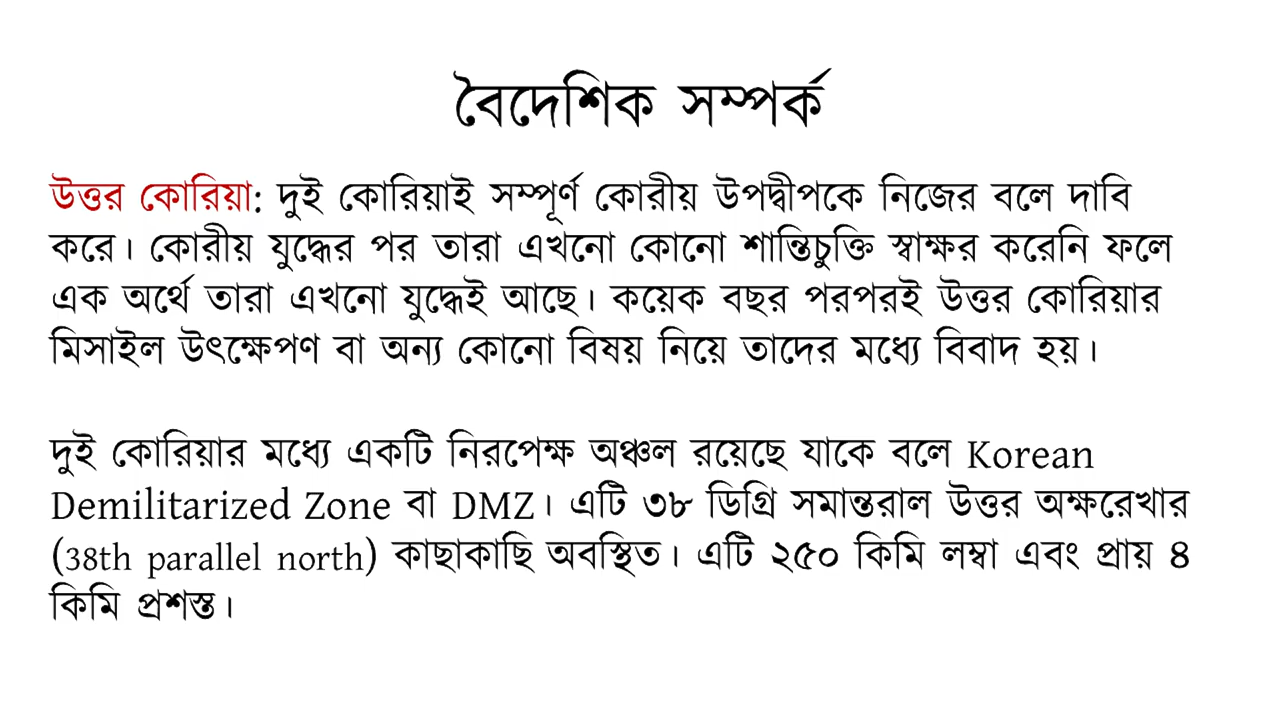 বৈদেশিক সম্পর্ক
উত্তর কোরিয়া: দুই কোরিয়াই সম্পূর্ণ কোরীয় উপদ্বীপকে নিজের বলে দাবি
করে। কোরীয় যুদ্ধের পর তারা এখনো কোনো শান্তিচুক্তি স্বাক্ষর করেনি ফলে
এক অর্থে তারা এখনো যুদ্ধেই আছে। কয়েক বছর পরপরই উত্তর কোরিয়ার
মিসাইল উৎক্ষেপণ বা অন্য কোনো বিষয় নিয়ে তাদের মধ্যে বিবাদ হয়।
দুই কোরিয়ার মধ্যে একটি নিরপেক্ষ অঞ্চল রয়েছে যাকে বলে Korean
Demilitarized Zone বা DMZ। এটি ৩৮ ডিগ্রি সমান্তরাল উত্তর অক্ষরেখার
(38th parallel north) কাছাকাছি অবস্থিত। এটি ২৫০ কিমি লম্বা এবং প্রায় ৪
কিমি প্রশস্ত।